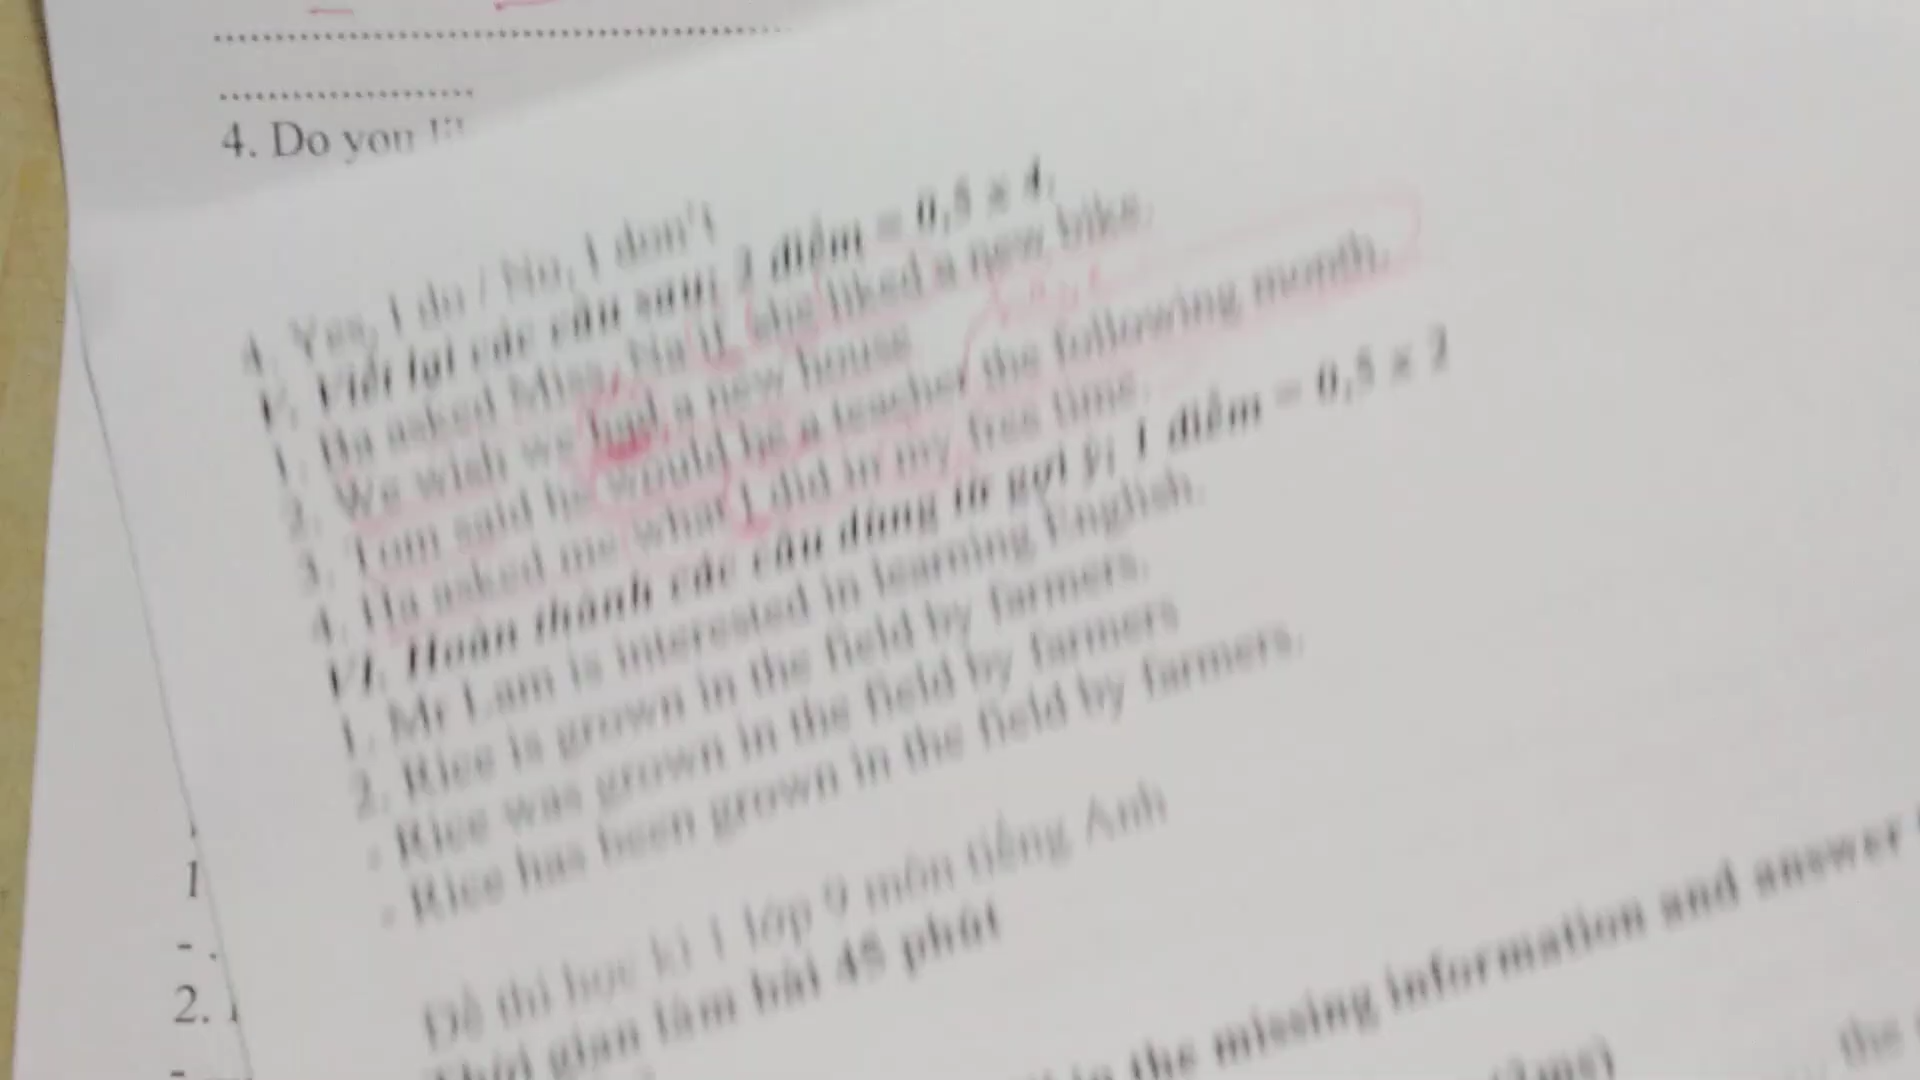 4. Do you
4. Yes, I do / No, I don't
V. Viết lại các câu sau: 2 điểm = 0,5 x 4.
1. Ha asked Miss. Na if she liked a new bike.
2. We wish we had a new house
3. Tom said he would be a teacher the following month.
4. Ha asked me what I did in my free time.
VI. Hoàn thành các câu dùng từ gợi ý: 1 điểm = 0,5 x 2
1. Mr Lam is interested in learning English.
2. Rice is grown in the field by farmers.
- Rice was grown in the field by farmers
- Rice has been grown in the field by farmers.
Đề thi học kì 1 lớp 9 môn tiếng Anh
Thời gian làm bài 45 phút
in the missing information and answer
the
1
- .
2.
-